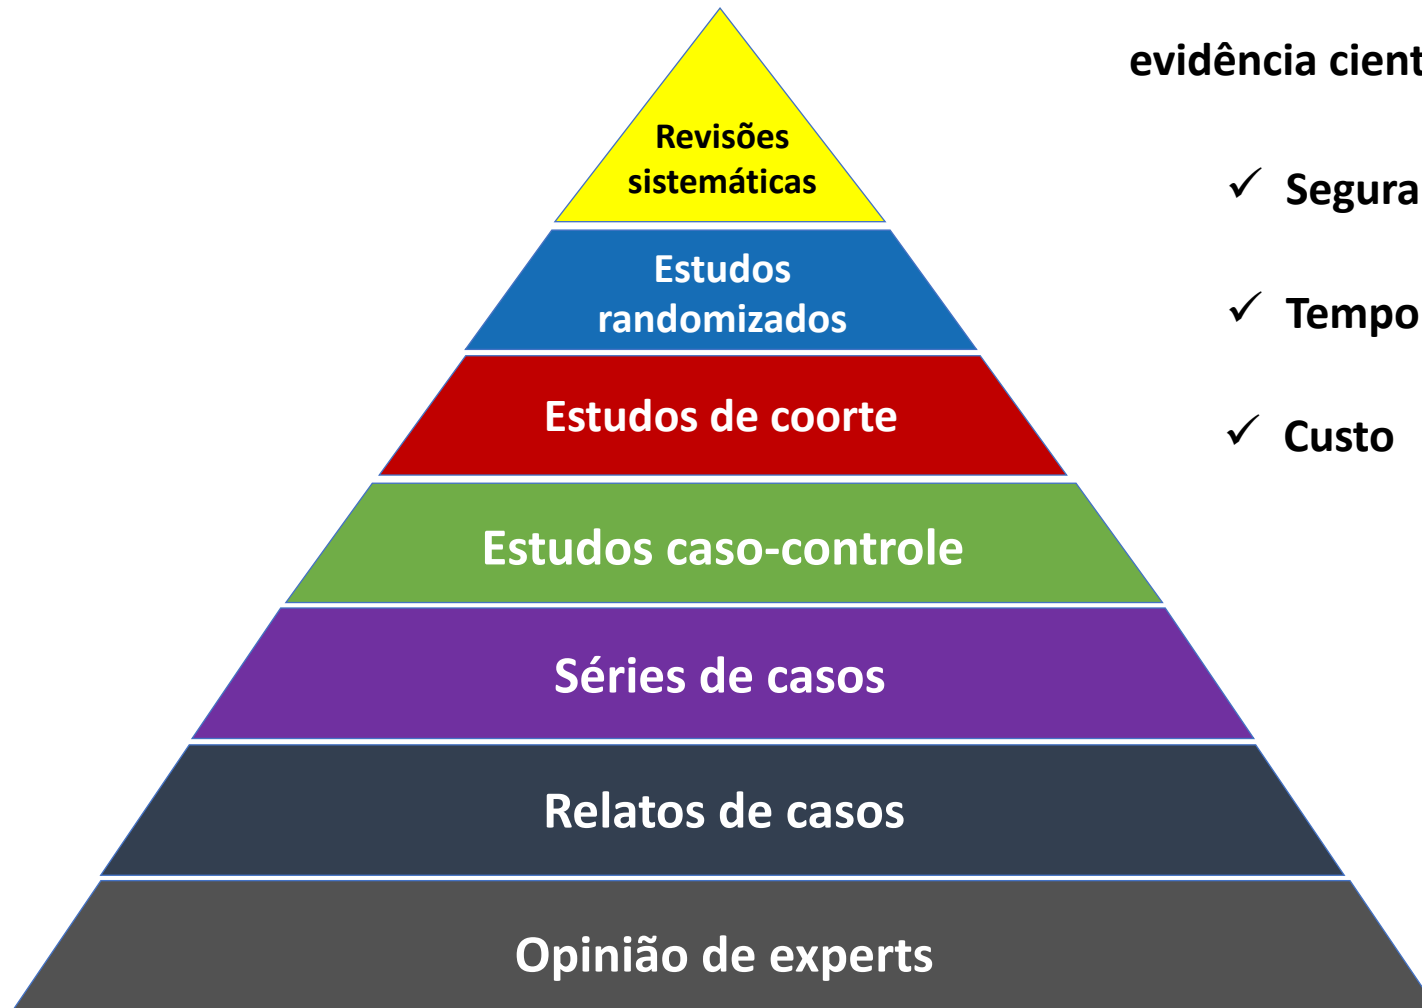 evidência cient
Revisões
sistemáticas
✓ Segura
Estudos
randomizados
✓ Tempo
Estudos de coorte
✓ Custo
Estudos caso-controle
Séries de casos
Relatos de casos
Opinião de experts